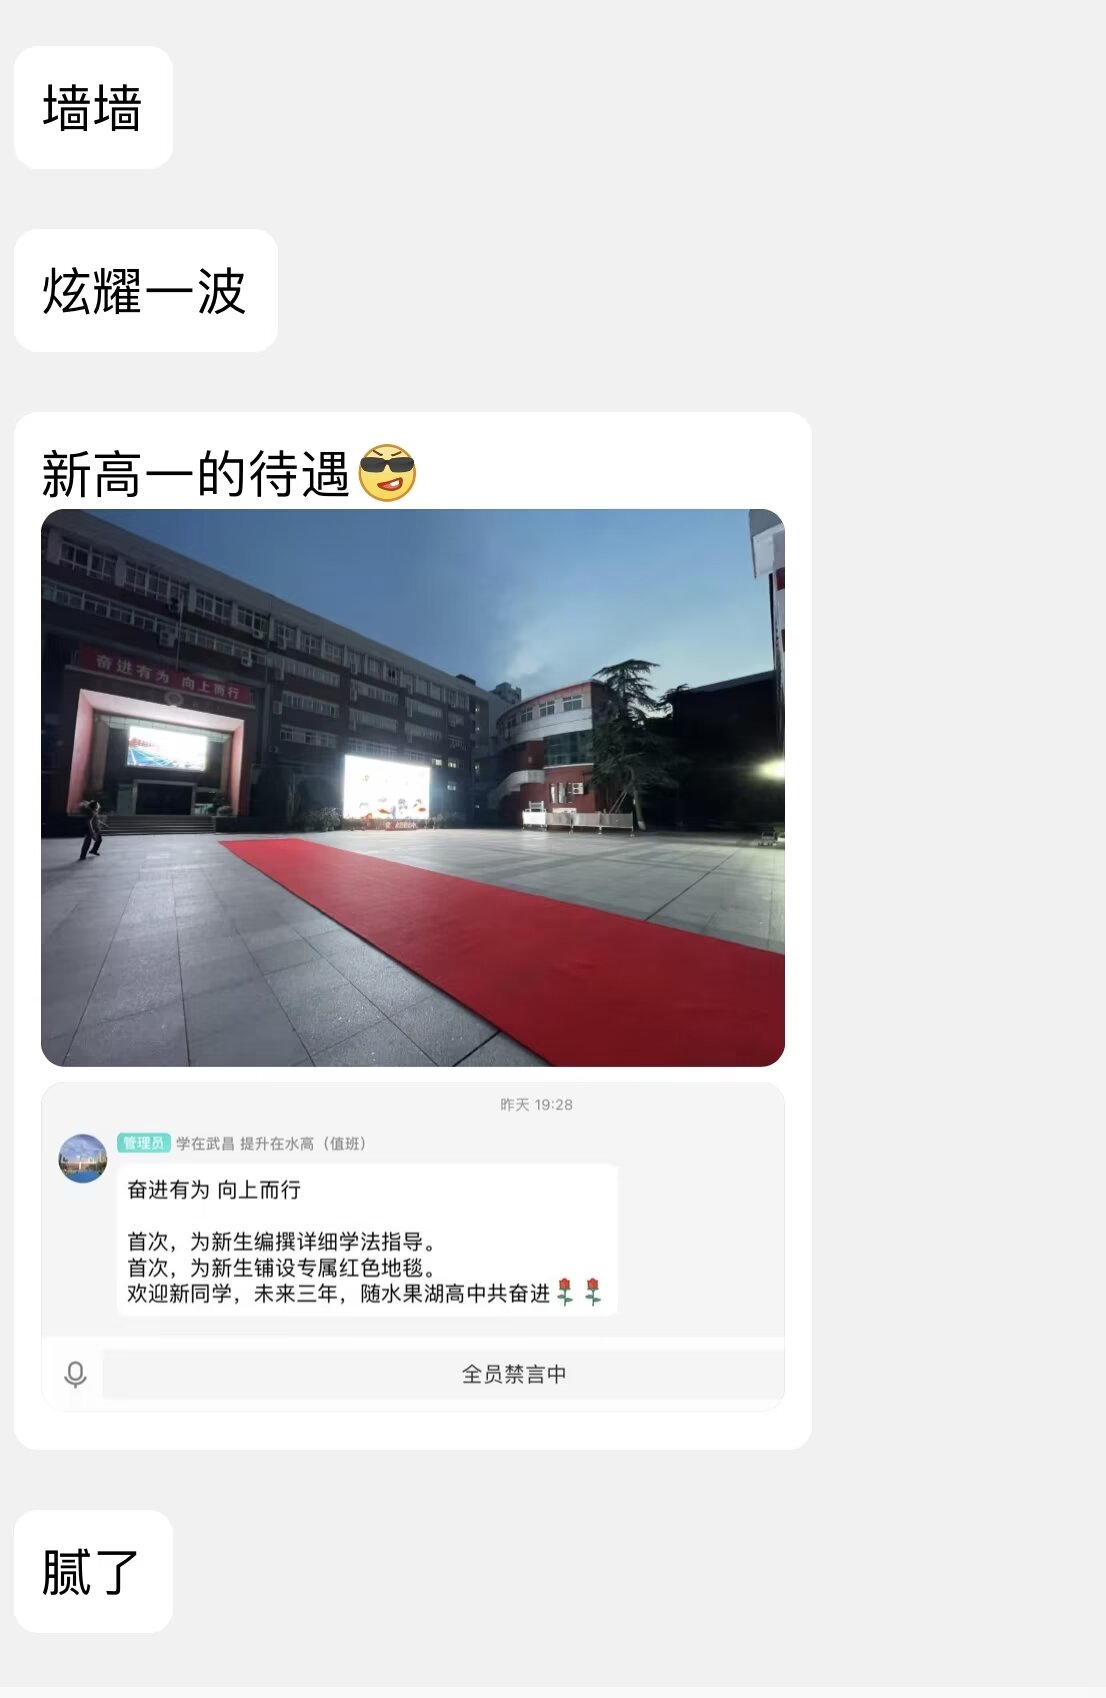 墙墙
炫耀一波
新高一的待遇
奋进有为 向上而行
昨天 19:28
管理员 学在武昌 提升在水高（值班）
奋进有为 向上而行
首次，为新生编撰详细学法指导。
首次，为新生铺设专属红色地毯。
欢迎新同学，未来三年，随水果湖高中共奋进
全员禁言中
腻了